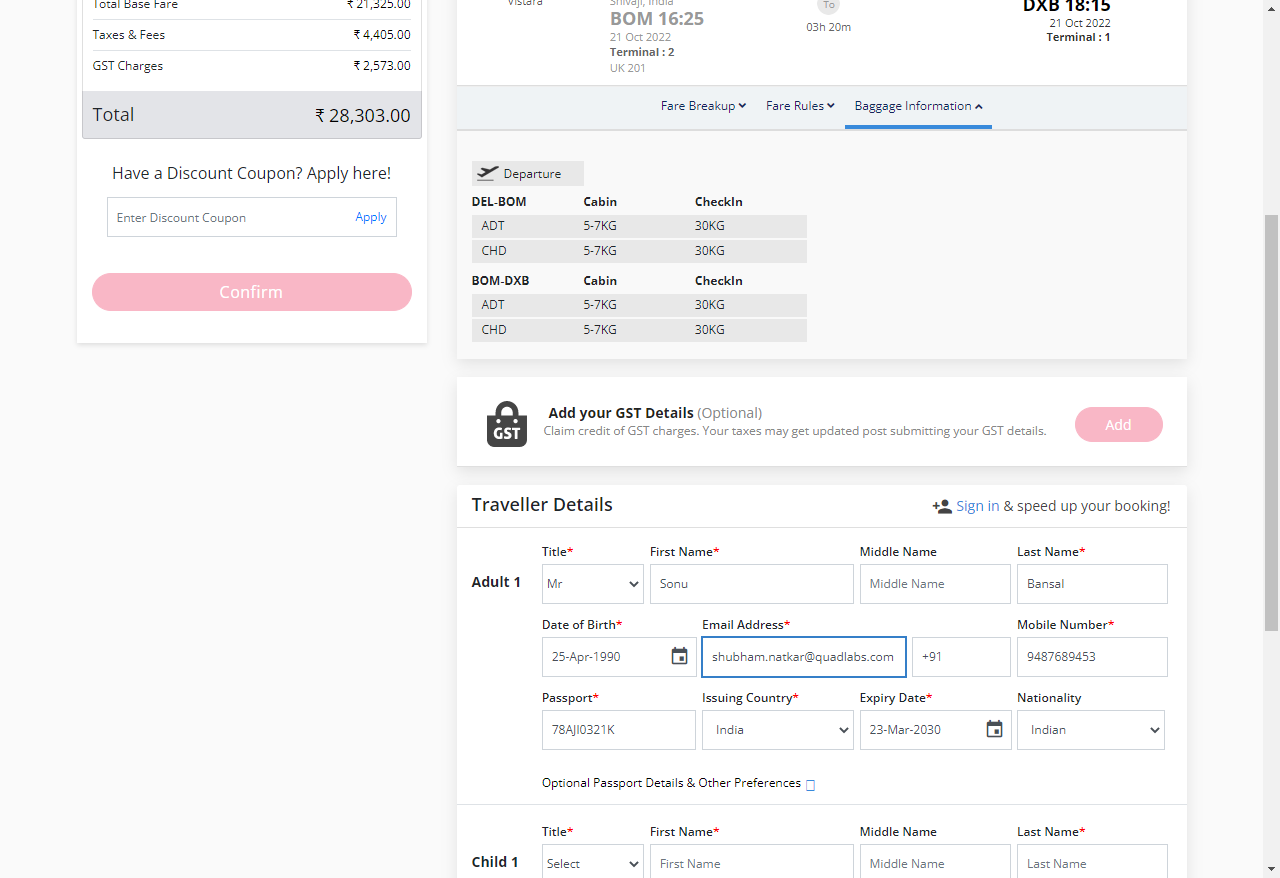 Total Base Fare ₹ 21,325.00
Taxes & Fees ₹ 4,405.00
GST Charges ₹ 2,573.00
Total ₹ 28,303.00
Have a Discount Coupon? Apply here!
Enter Discount Coupon Apply
Confirm
Vistara
Shivaji, India
BOM 16:25
21 Oct 2022
Terminal : 2
UK 201
To
03h 20m
DXB 18:15
21 Oct 2022
Terminal : 1
Fare Breakup Fare Rules Baggage Information
Departure
DEL-BOM Cabin CheckIn
ADT 5-7KG 30KG
CHD 5-7KG 30KG
BOM-DXB Cabin CheckIn
ADT 5-7KG 30KG
CHD 5-7KG 30KG
GST
Add your GST Details (Optional)
Claim credit of GST charges. Your taxes may get updated post submitting your GST details.
Add
Traveller Details
Sign in & speed up your booking!
Title* First Name* Middle Name Last Name*
Adult 1 Mr Sonu Middle Name Bansal
Date of Birth* Email Address* Mobile Number*
25-Apr-1990 shubham.natkar@quadlabs.com +91 9487689453
Passport* Issuing Country* Expiry Date* Nationality
78AJI0321K India 23-Mar-2030 Indian
Optional Passport Details & Other Preferences
Title* First Name* Middle Name Last Name*
Child 1 Select First Name Middle Name Last Name